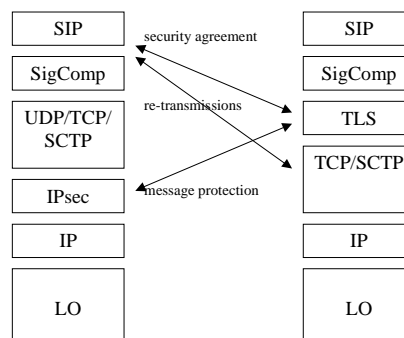 SIP
SigComp
UDP/TCP/
SCTP
IPsec
IP
LO
security agreement
re-transmissions
message protection
SIP
SigComp
TLS
TCP/SCTP
IP
LO